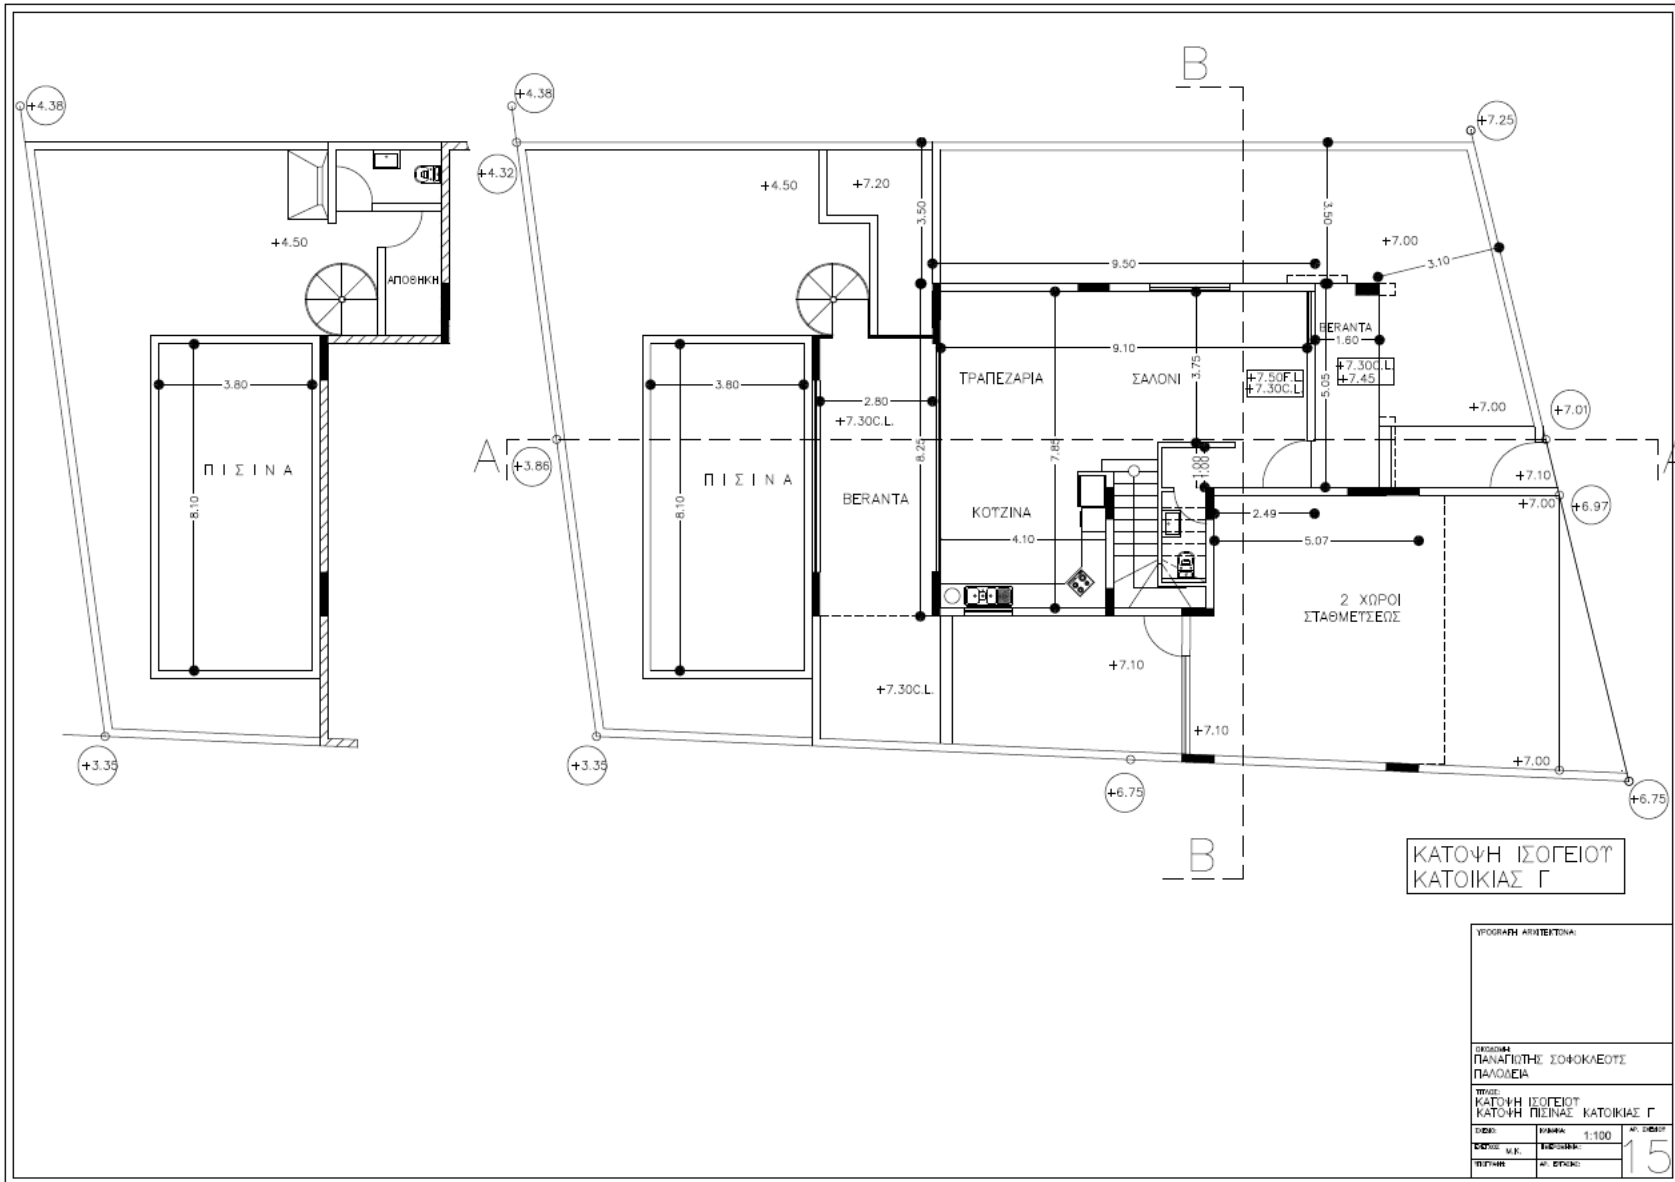 B
+4.38
+4.38
+7.25
+4.32
+4.50
+7.20
3.50
3.50
+4.50
+7.00
3.10
9.50
ΑΠΟΘΗΚΗ
BERANTA
1.60
9.10
3.75
+7.30C.L.
+7.45
ΤΡΑΠΕΖΑΡΙΑ
ΣΑΛΟΝΙ
+7.50F.L.
+7.30C.L.
5.05
3.80
3.80
2.80
+7.30C.L.
+7.00
+7.01
A
+3.86
A
ΠΙΣΙΝΑ
ΠΙΣΙΝΑ
8.25
7.85
1.00
+7.10
8.10
8.10
BERANTA
ΚΟΥΖΙΝΑ
2.49
+7.00
+6.97
4.10
5.07
2 ΧΩΡΟΙ
ΣΤΑΘΜΕΥΣΕΩΣ
+7.10
+7.30C.L.
+7.10
+3.35
+3.35
+7.00
+6.75
+6.75
B
ΚΑΤΟΨΗ ΙΣΟΓΕΙΟΥ
ΚΑΤΟΙΚΙΑΣ Γ
ΠΑΝΑΓΙΩΤΗΣ ΣΟΦΟΚΛΕΟΥΣ
ΠΑΛΟΔΕΙΑ
ΚΑΤΟΨΗ ΙΣΟΓΕΙΟΥ
ΚΑΤΟΨΗ ΠΙΣΙΝΑΣ ΚΑΤΟΙΚΙΑΣ Γ
1:100
M.K.
15